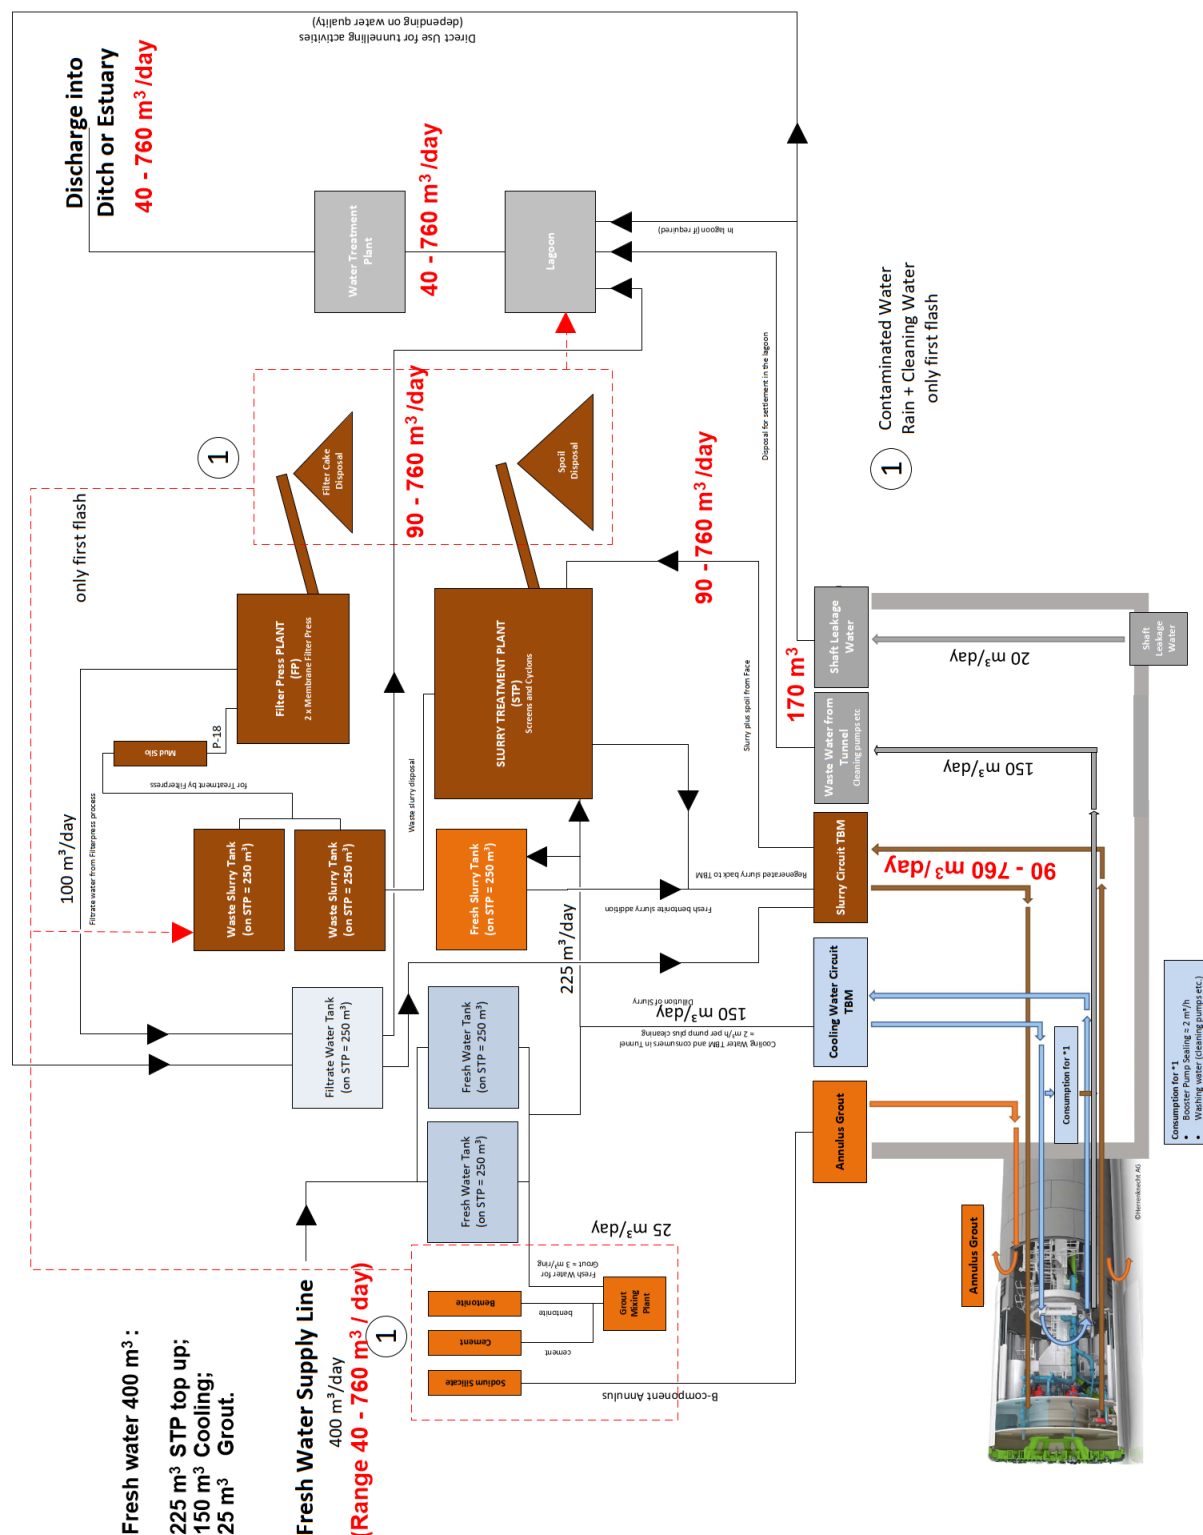 Fresh water 400 m³ :
225 m³ STP top up;
150 m³ Cooling;
25 m³ Grout.
Fresh Water Supply Line
400 m³/day
(Range 40 - 760 m³ / day)
1
Sodium Silicate
Cement
Bentonite
cement
bentonite
Grout
Mixing
Plant
Fresh Water for
Grout ≈ 3 m³/ring
25 m³/day
B-component Annulus
Fresh Water Tank
(on STP = 250 m³)
Fresh Water Tank
(on STP = 250 m³)
Filtrate Water Tank
(on STP = 250 m³)
100 m³/day
Filtrate water from Filterpress process
Waste Slurry Tank
(on STP = 250 m³)
Waste Slurry Tank
(on STP = 250 m³)
Fresh Slurry Tank
(on STP = 250 m³)
225 m³/day
Mud Silo
P-18
for Treatment by Filterpress
Waste slurry disposal
only first flash
Filter Press PLANT
(FP)
2 x Membrane Filter Press
SLURRY TREATMENT PLANT
(STP)
Screens and Cyclons
1
Filter Cake
Disposal
Spoil
Disposal
90 - 760 m³/day
90 - 760 m³/day
Water Treatment
Plant
40 - 760 m³/day
Lagoon
Discharge into
Ditch or Estuary
40 - 760 m³/day
Direct Use for tunnelling activities
(depending on water quality)
In lagoon (if required)
Disposal for settlement in the lagoon
Slurry plus spoil from Face
Regenerated slurry back to TBM
Fresh bentonite slurry addition
Dilution of Slurry
150 m³/day
Cooling Water TBM and consumers in Tunnel
≈ 2 m³/h per pump plus cleaning
1
Contaminated Water
Rain + Cleaning Water
only first flash
Annulus Grout
Cooling Water Circuit
TBM
Slurry Circuit TBM
Waste Water from
Tunnel
Cleaning pumps etc
Shaft Leakage
Water
170 m³
90 - 760 m³/day
150 m³/day
20 m³/day
Shaft
Leakage
Water
Annulus Grout
Consumption for *1
Consumption for *1
• Booster Pump Sealing ≈ 2 m³/h
• Washing water (cleaning pumps etc.)
©Herrenknecht AG